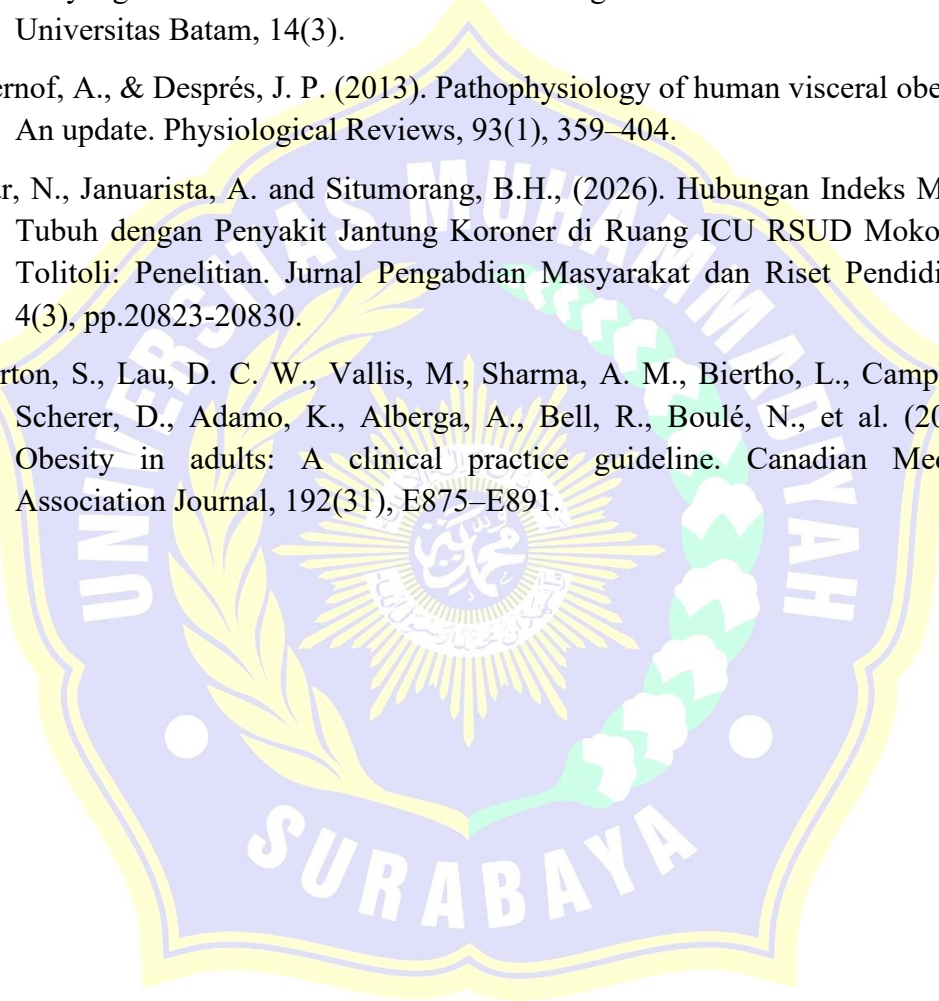 Universitas Batam, 14(3).
ernof, A., & Després, J. P. (2013). Pathophysiology of human visceral obe
An update. Physiological Reviews, 93(1), 359–404.
ur, N., Januarista, A. and Situmorang, B.H., (2026). Hubungan Indeks M
Tubuh dengan Penyakit Jantung Koroner di Ruang ICU RSUD Moko
Tolitoli: Penelitian. Jurnal Pengabdian Masyarakat dan Riset Pendidi
4(3), pp.20823-20830.
rton, S., Lau, D. C. W., Vallis, M., Sharma, A. M., Biertho, L., Camp
Scherer, D., Adamo, K., Alberga, A., Bell, R., Boulé, N., et al. (20
Obesity in adults: A clinical practice guideline. Canadian Med
Association Journal, 192(31), E875–E891.
UNIVERSITAS MUHAMMADIYAH
محمدية
SURABAYA